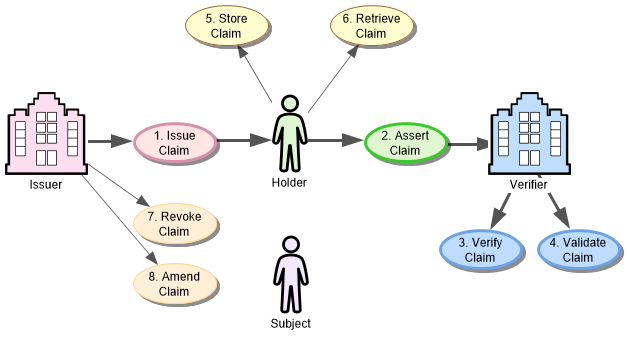 5. Store
Claim
6. Retrieve
Claim
1. Issue
Claim
2. Assert
Claim
Issuer
Holder
Verifier
7. Revoke
Claim
3. Verify
Claim
4. Validate
Claim
8. Amend
Claim
Subject